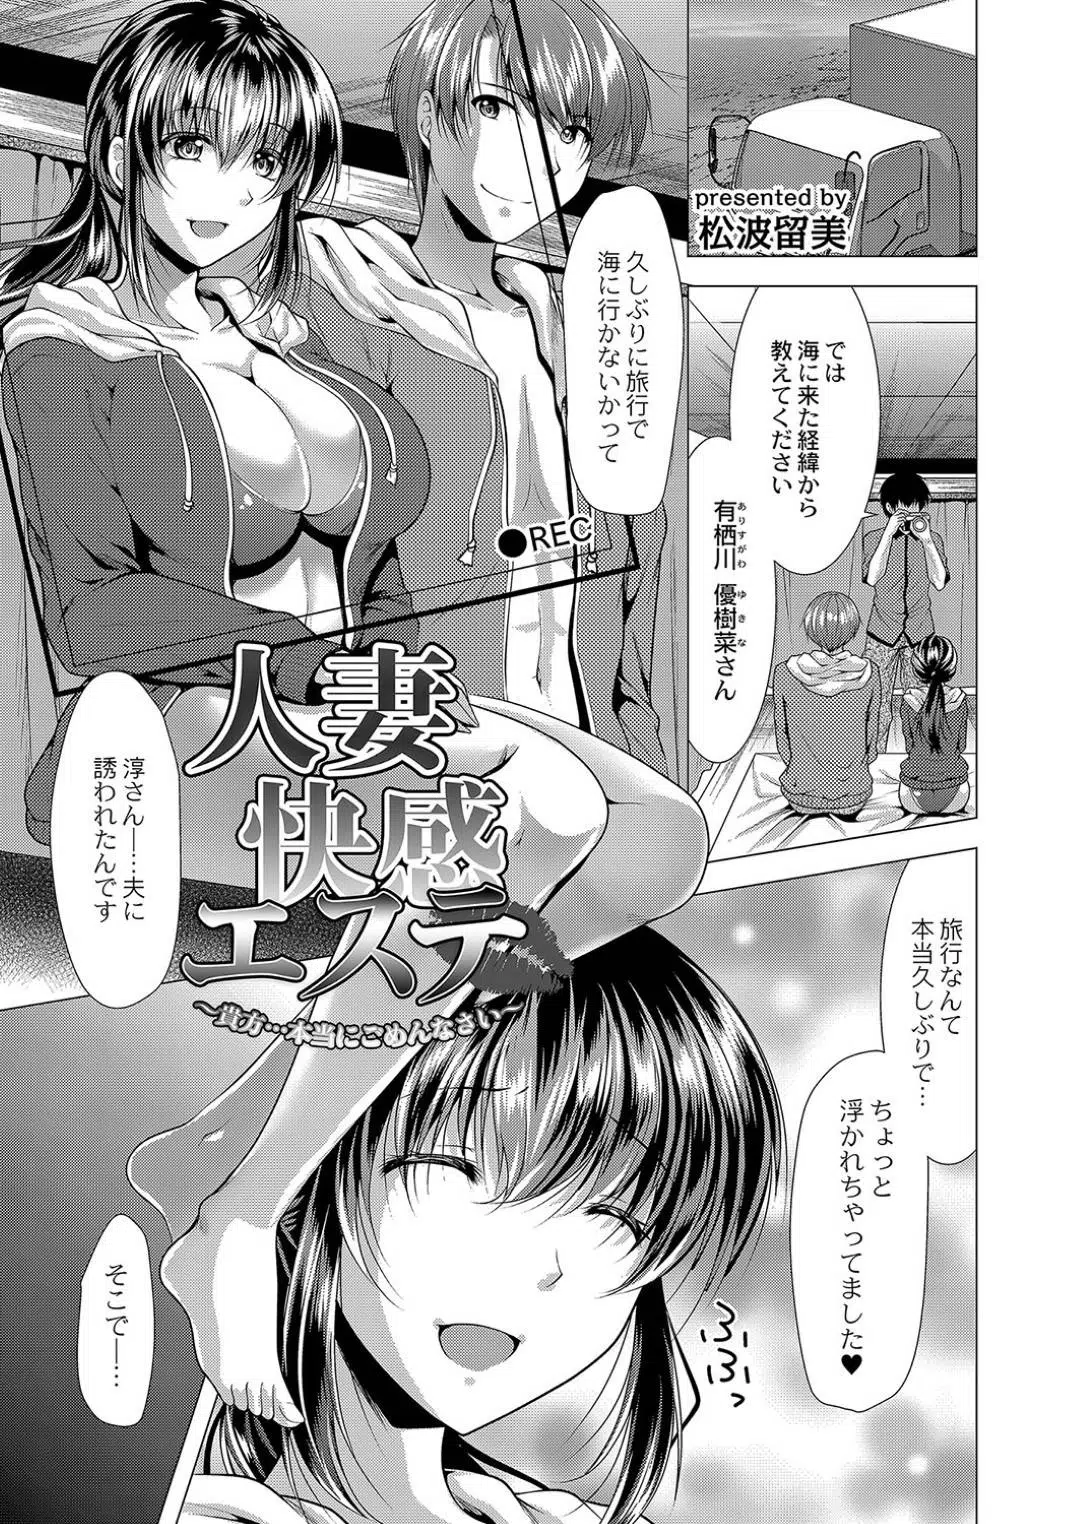 presented by
松波留美
では
海に来た経緯から
教えてください
有栖川 優樹菜さん
ありすがわ ゆきな
久しぶりに旅行で
海に行かないかって
●REC
人妻
快感
エステ
～貴方…本当にごめんなさい～
淳さん―…夫に
誘われたんです
旅行なんて
本当久しぶりで…
ちょっと
浮かれちゃってました♥
ふふっ
そこで―…